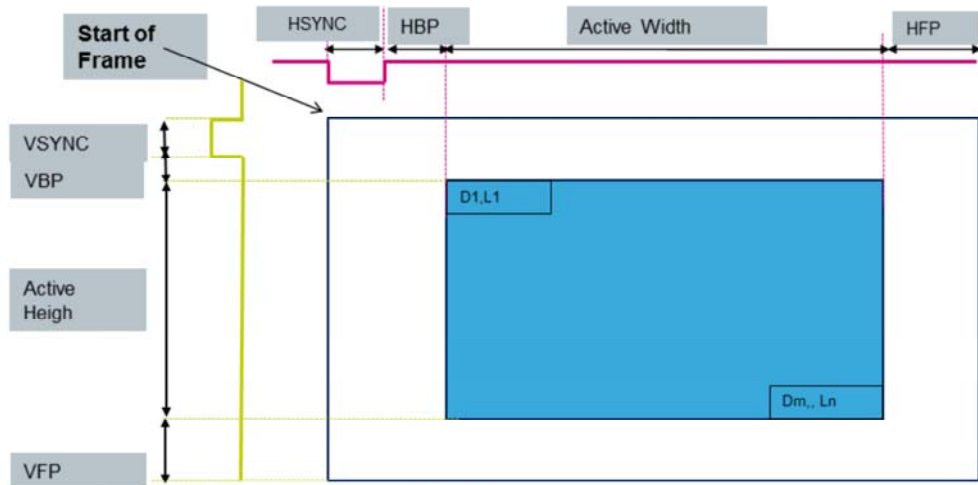 HSYNC
HBP
Active Width
HFP
Start of
Frame
VSYNC
VBP
D1,L1
Active
Heigh
Dm,, Ln
VFP